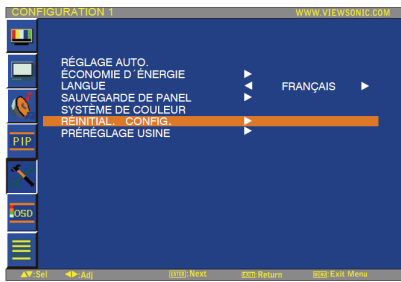 CONFIGURATION 1 WWW.VIEWSONIC.COM
RÉGLAGE AUTO.
ÉCONOMIE D´ÉNERGIE
LANGUE FRANÇAIS
SAUVEGARDE DE PANEL
SYSTÈME DE COULEUR
RÉINITIAL. CONFIG.
PRÉRÉGLAGE USINE
PIP
OSD
▲▼:Sel ◀▶:Adj ENTER:Next EXIT:Return MENU:Exit Menu